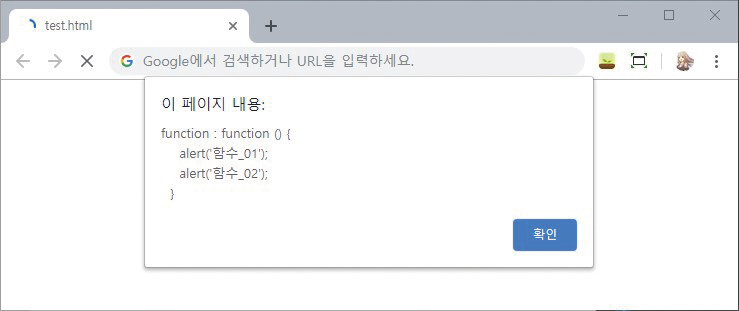 test.html
Google에서 검색하거나 URL을 입력하세요.
이 페이지 내용:
function : function () {
alert('함수_01');
alert('함수_02');
}
확인